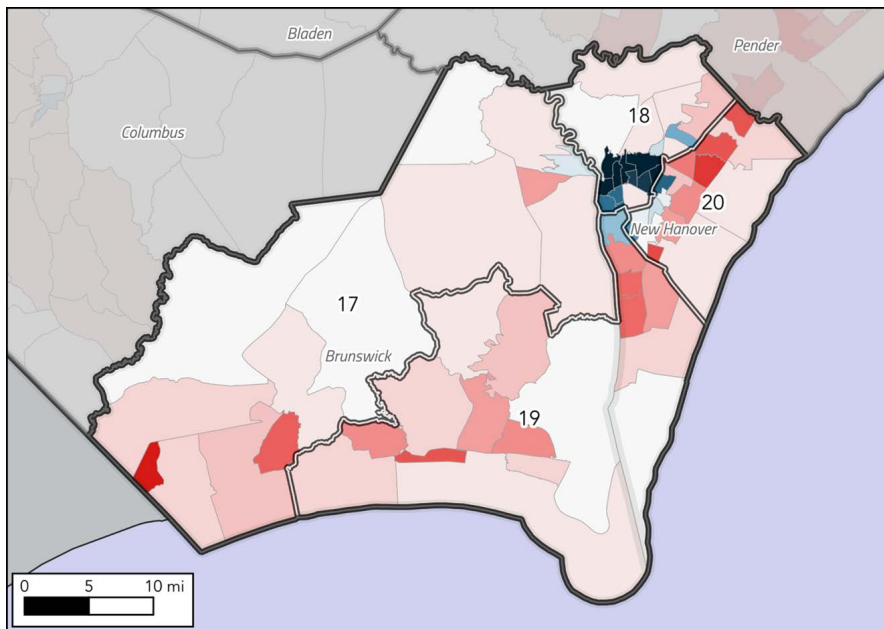 Bladen
Pender
Columbus
18
20
New Hanover
17
Brunswick
19
0 5 10 mi